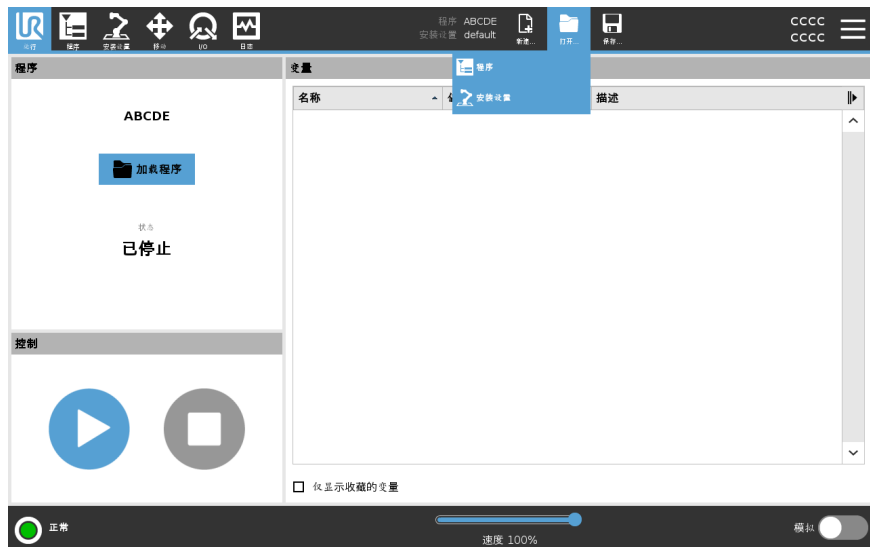 UR
运行
程序
安装设置
移动
I/O
日志
程序 ABCDE
安装设置 default
新建...
打开...
保存...
CCCC
CCCC
程序
安装设置
程序
变量
名称
描述
ABCDE
加载程序
状态
已停止
控制
仅显示收藏的变量
正常
速度 100%
模拟